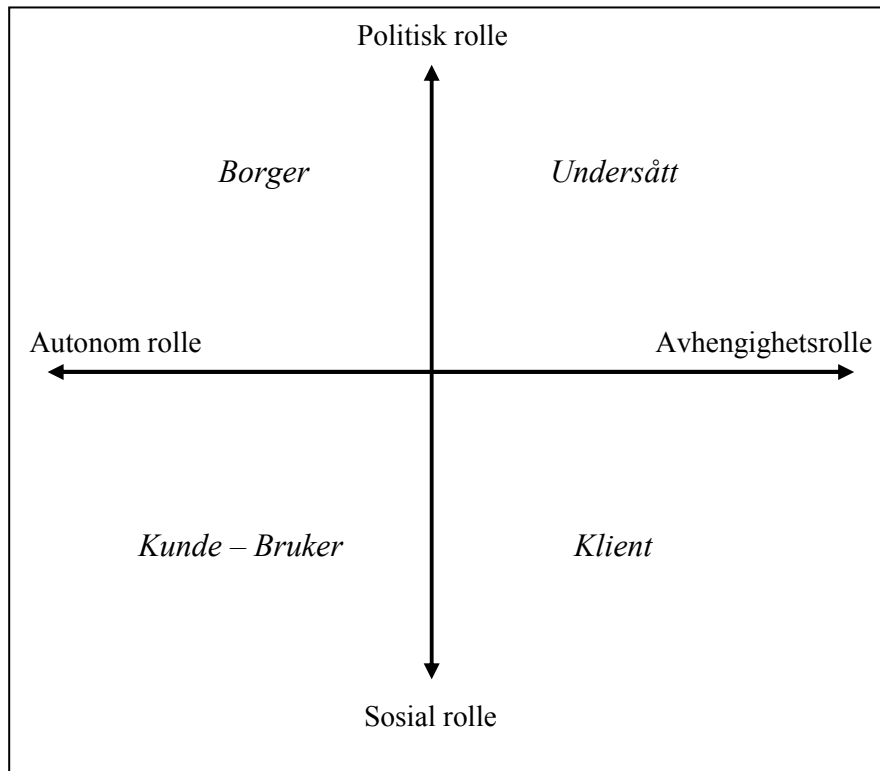 Politisk rolle
Borger
Undersått
Autonom rolle
Avhengighetsrolle
Kunde – Bruker
Klient
Sosial rolle